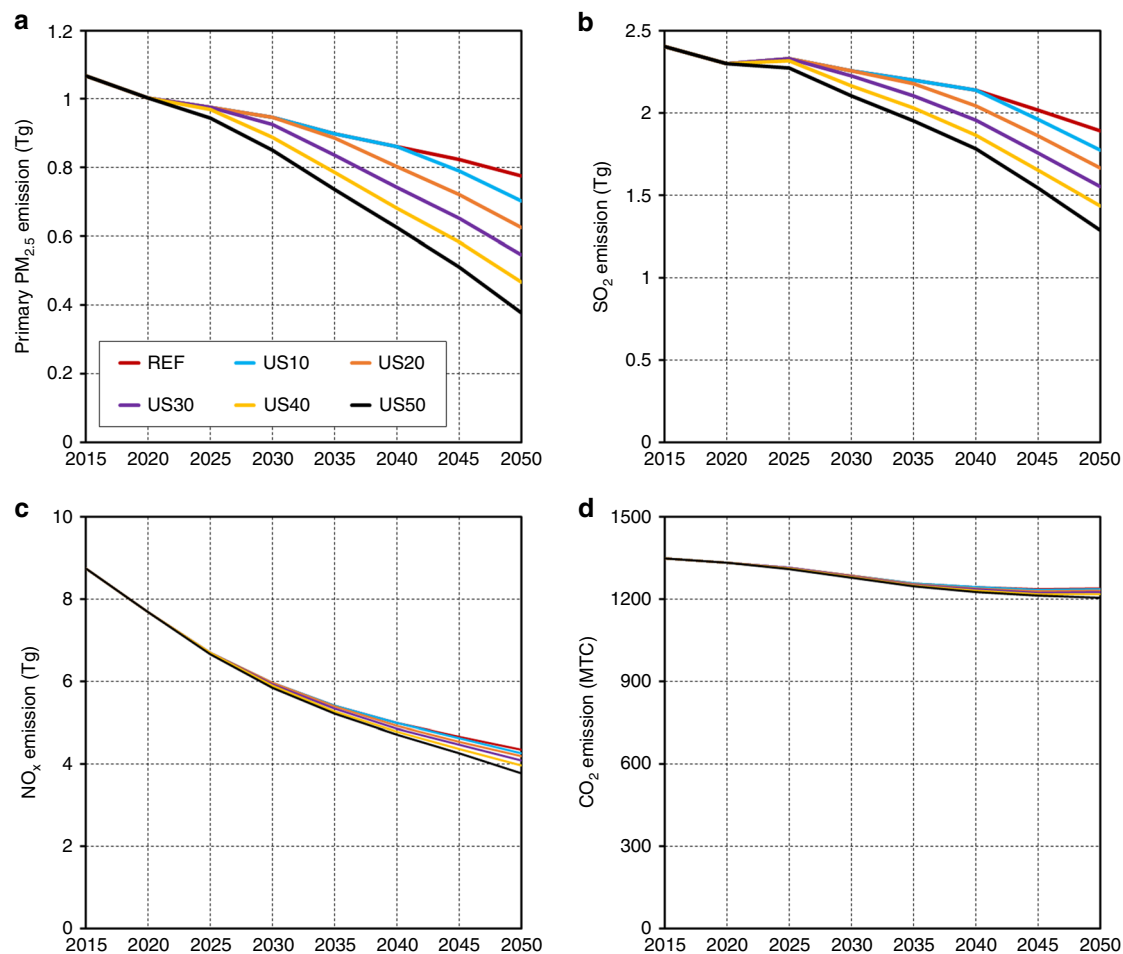 a
Primary PM2.5 emission (Tg)
1.2
1
0.8
0.6
0.4
0.2
0
REF US10 US20
US30 US40 US50
2015 2020 2025 2030 2035 2040 2045 2050
b
SO2 emission (Tg)
2.5
2
1.5
1
0.5
0
2015 2020 2025 2030 2035 2040 2045 2050
c
NOx emission (Tg)
10
8
6
4
2
0
2015 2020 2025 2030 2035 2040 2045 2050
d
CO2 emission (MTC)
1500
1200
900
600
300
0
2015 2020 2025 2030 2035 2040 2045 2050